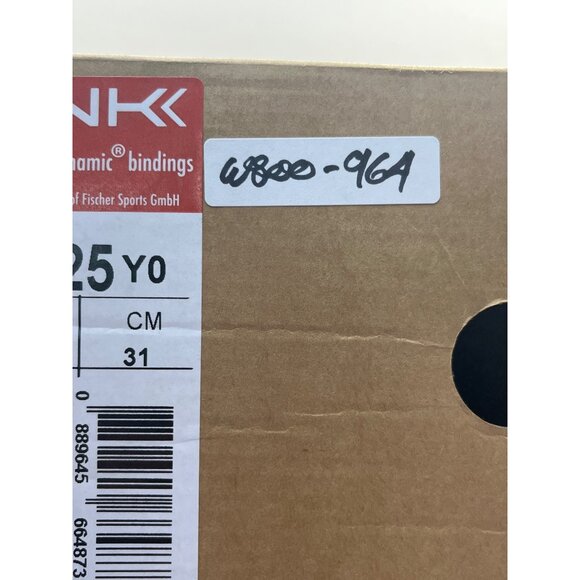 NK
namic® bindings
of Fischer Sports GmbH
W800-964
25 Y0
CM
31
0 889645 664873